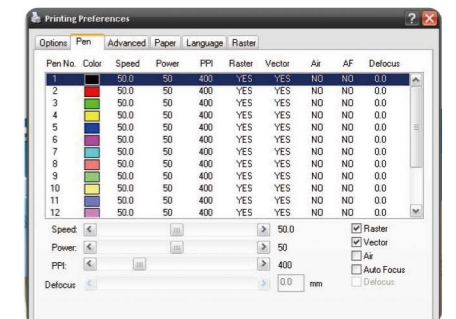 Printing Preferences
Options Pen Advanced Paper Language Raster
Pen No. Color Speed Power PPI Raster Vector Air AF Defocus
1 50.0 50 400 YES YES NO NO 0.0
2 50.0 50 400 YES YES NO NO 0.0
3 50.0 50 400 YES YES NO NO 0.0
4 50.0 50 400 YES YES NO NO 0.0
5 50.0 50 400 YES YES NO NO 0.0
6 50.0 50 400 YES YES NO NO 0.0
7 50.0 50 400 YES YES NO NO 0.0
8 50.0 50 400 YES YES NO NO 0.0
9 50.0 50 400 YES YES NO NO 0.0
10 50.0 50 400 YES YES NO NO 0.0
11 50.0 50 400 YES YES NO NO 0.0
12 50.0 50 400 YES YES NO NO 0.0
Speed: 50.0 Raster
Power: 50 Vector
Air
PPI: 400 Auto Focus
Defocus 0.0 mm Defocus